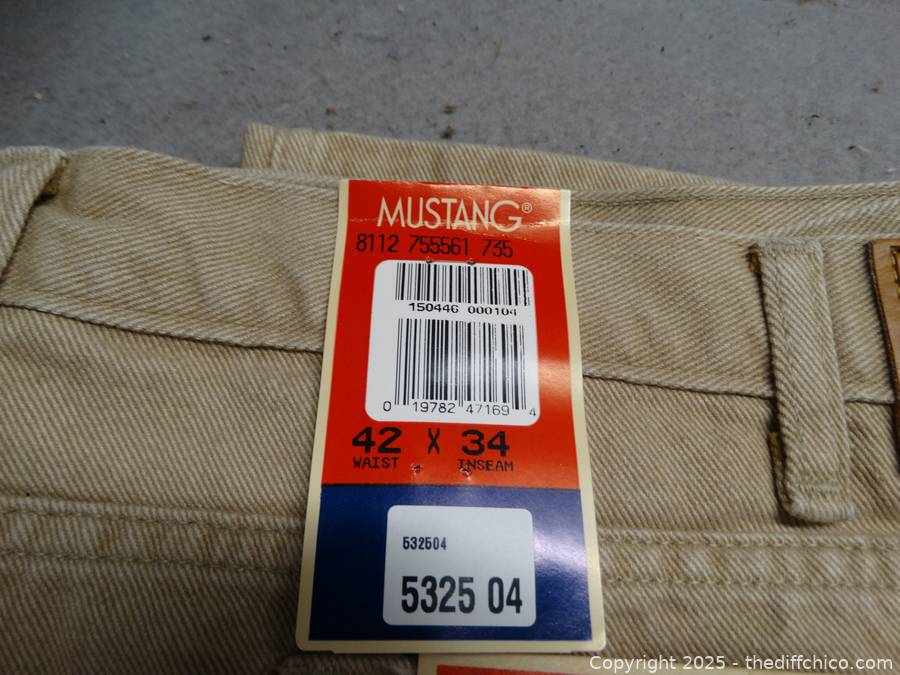 MUSTANG®
8112 755561 735
150446 000104
0 19782 47169 4
42 X 34
WAIST INSEAM
532504
5325 04
Copyright 2025 - thediffchico.com